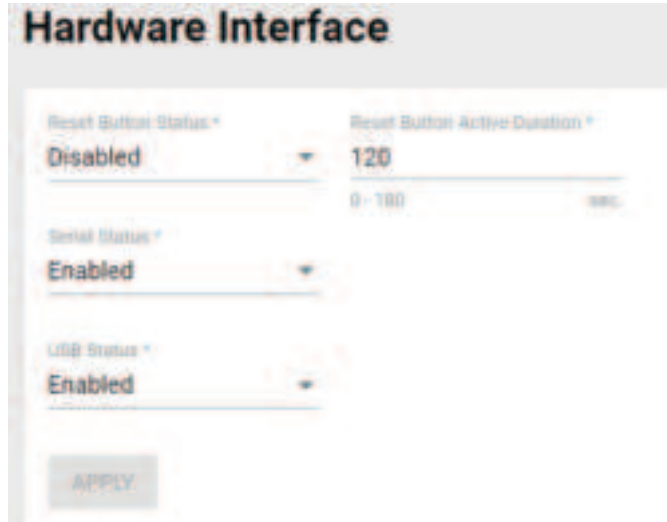 Hardware Interface
Reset Button Status *
Disabled
Reset Button Active Duration *
120
0 - 180 sec.
Serial Status *
Enabled
USB Status *
Enabled
APPLY